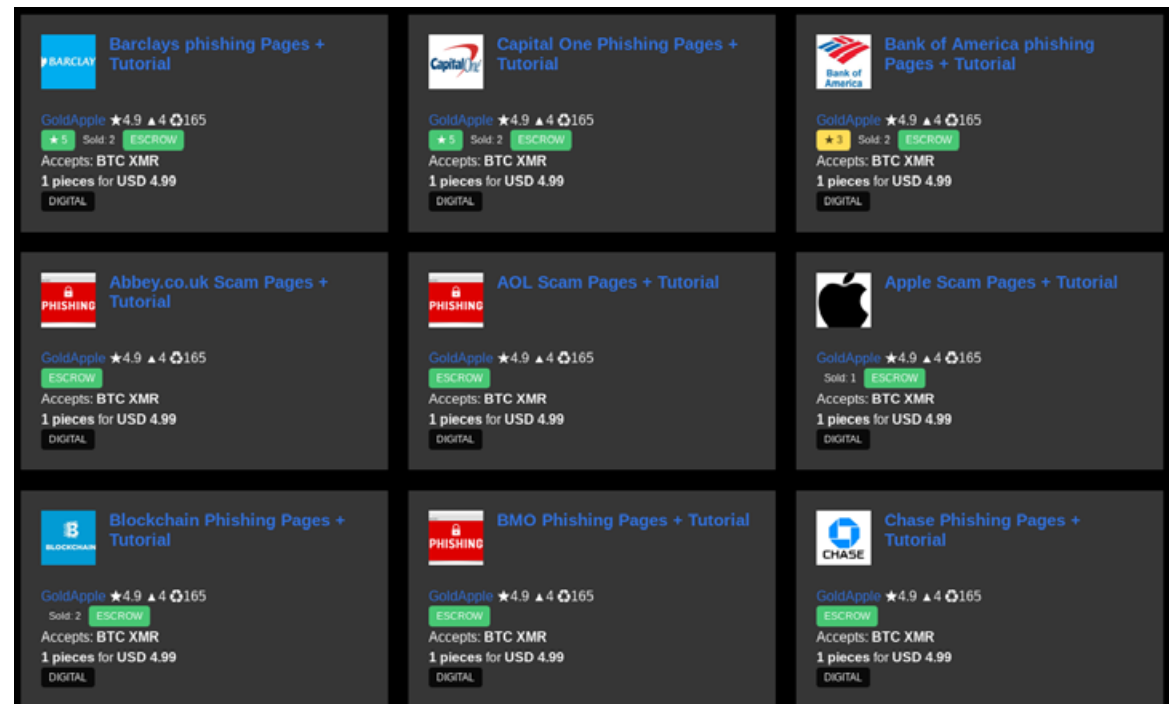 BARCLAY
Barclays phishing Pages +
Tutorial
GoldApple ★4.9 ▲4 ♻165
★5 Sold: 2 ESCROW
Accepts: BTC XMR
1 pieces for USD 4.99
DIGITAL
Capital One
Capital One Phishing Pages +
Tutorial
GoldApple ★4.9 ▲4 ♻165
★5 Sold: 2 ESCROW
Accepts: BTC XMR
1 pieces for USD 4.99
DIGITAL
Bank of
America
Bank of America phishing
Pages + Tutorial
GoldApple ★4.9 ▲4 ♻165
★3 Sold: 2 ESCROW
Accepts: BTC XMR
1 pieces for USD 4.99
DIGITAL
PHISHING
Abbey.co.uk Scam Pages +
Tutorial
GoldApple ★4.9 ▲4 ♻165
ESCROW
Accepts: BTC XMR
1 pieces for USD 4.99
DIGITAL
PHISHING
AOL Scam Pages + Tutorial
GoldApple ★4.9 ▲4 ♻165
ESCROW
Accepts: BTC XMR
1 pieces for USD 4.99
DIGITAL
Apple Scam Pages + Tutorial
GoldApple ★4.9 ▲4 ♻165
Sold: 1 ESCROW
Accepts: BTC XMR
1 pieces for USD 4.99
DIGITAL
BLOCKCHAIN
Blockchain Phishing Pages +
Tutorial
GoldApple ★4.9 ▲4 ♻165
Sold: 2 ESCROW
Accepts: BTC XMR
1 pieces for USD 4.99
DIGITAL
PHISHING
BMO Phishing Pages + Tutorial
GoldApple ★4.9 ▲4 ♻165
ESCROW
Accepts: BTC XMR
1 pieces for USD 4.99
DIGITAL
CHASE
Chase Phishing Pages +
Tutorial
GoldApple ★4.9 ▲4 ♻165
ESCROW
Accepts: BTC XMR
1 pieces for USD 4.99
DIGITAL